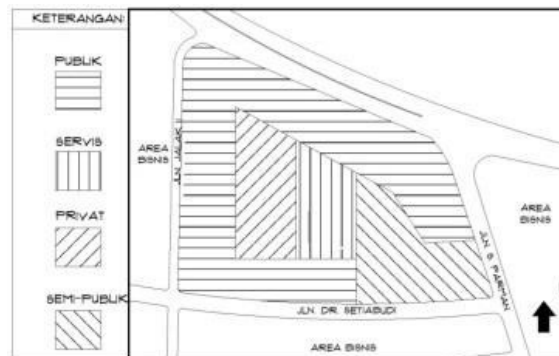 KETERANGAN:
PUBLIK
SERVIS
PRIVAT
SEMI-PUBLIK
AREA
BISNIS
JLN. JALAK II
AREA
BISNIS
JLN. S. PARMAN
JLN. DR. SETIABUDI
AREA BISNIS